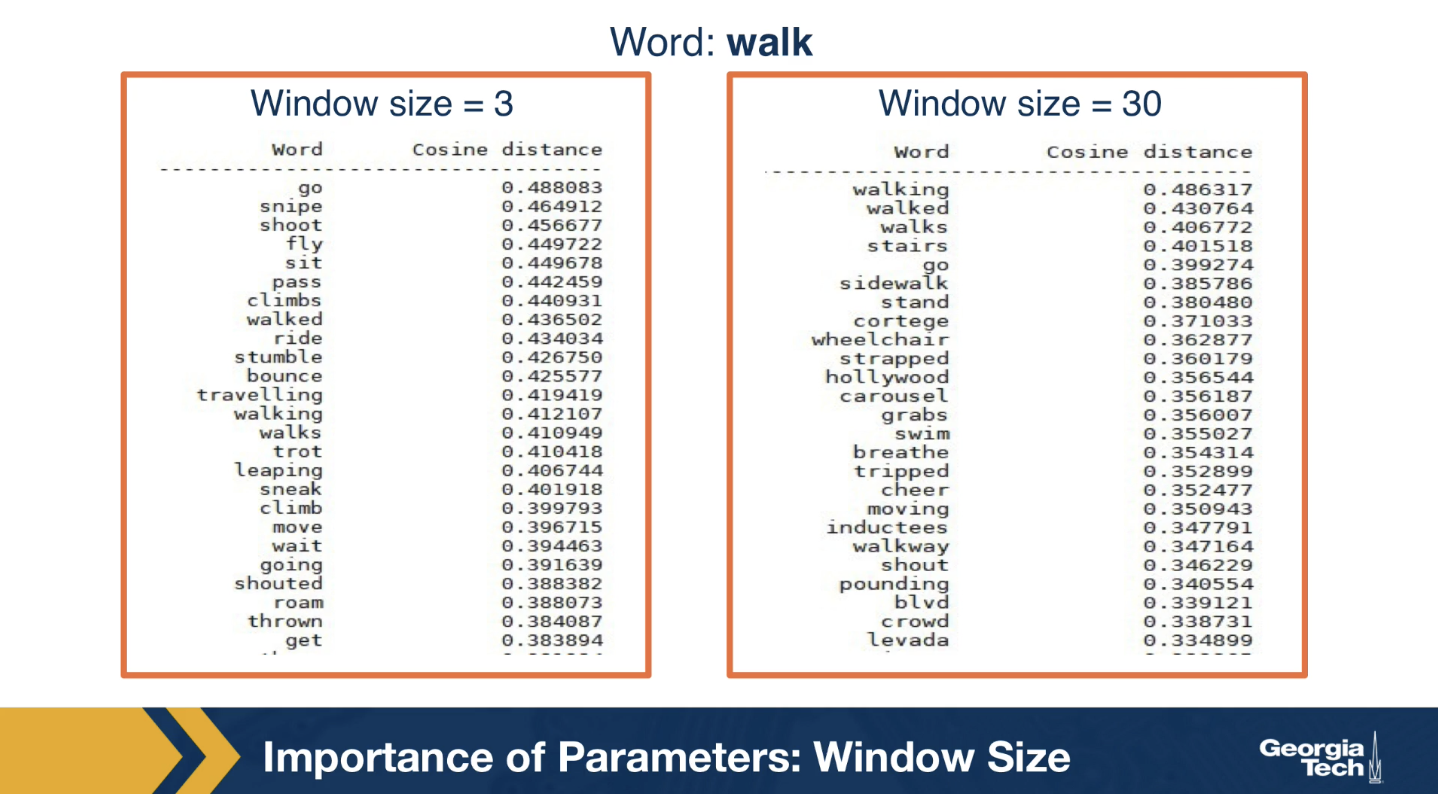 Word: walk
Window size = 3
Word Cosine distance
go 0.488083
snipe 0.464912
shoot 0.456677
fly 0.449722
sit 0.449678
pass 0.442459
climbs 0.440931
walked 0.436502
ride 0.434034
stumble 0.426750
bounce 0.425577
travelling 0.419419
walking 0.412107
walks 0.410949
trot 0.410418
leaping 0.406744
sneak 0.401918
climb 0.399793
move 0.396715
wait 0.394463
going 0.391639
shouted 0.388382
roam 0.388073
thrown 0.384087
get 0.383894
Window size = 30
Word Cosine distance
walking 0.486317
walked 0.430764
walks 0.406772
stairs 0.401518
go 0.399274
sidewalk 0.385786
stand 0.380480
cortege 0.371033
wheelchair 0.362877
strapped 0.360179
hollywood 0.356544
carousel 0.356187
grabs 0.356007
swim 0.355027
breathe 0.354314
tripped 0.352899
cheer 0.352477
moving 0.350943
inductees 0.347791
walkway 0.347164
shout 0.346229
pounding 0.340554
blvd 0.339121
crowd 0.338731
levada 0.334899
Importance of Parameters: Window Size
Georgia
Tech